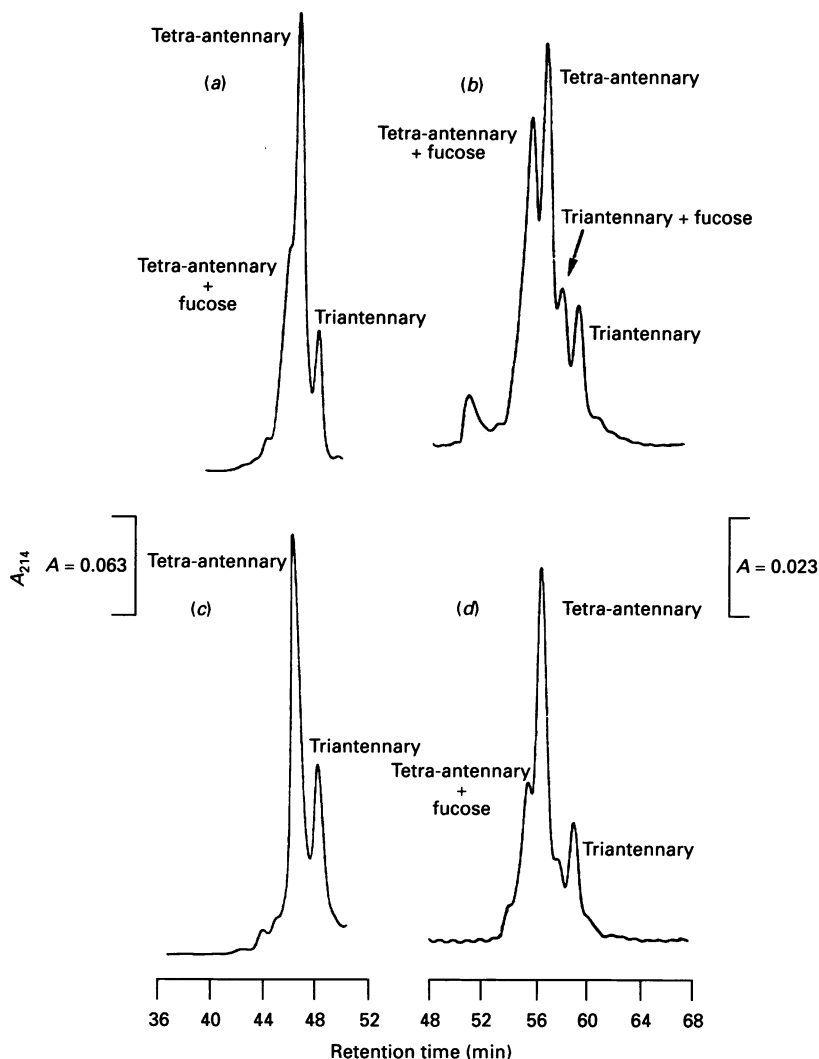 Tetra-antennary
(a)
Tetra-antennary
+
fucose
Triantennary
(b)
Tetra-antennary
Tetra-antennary
+ fucose
Triantennary + fucose
Triantennary
A214
A = 0.063
Tetra-antennary
(c)
Triantennary
(d)
Tetra-antennary
Tetra-antennary
+
fucose
Triantennary
A = 0.023
36 40 44 48 52
48 52 56 60 64 68
Retention time (min)